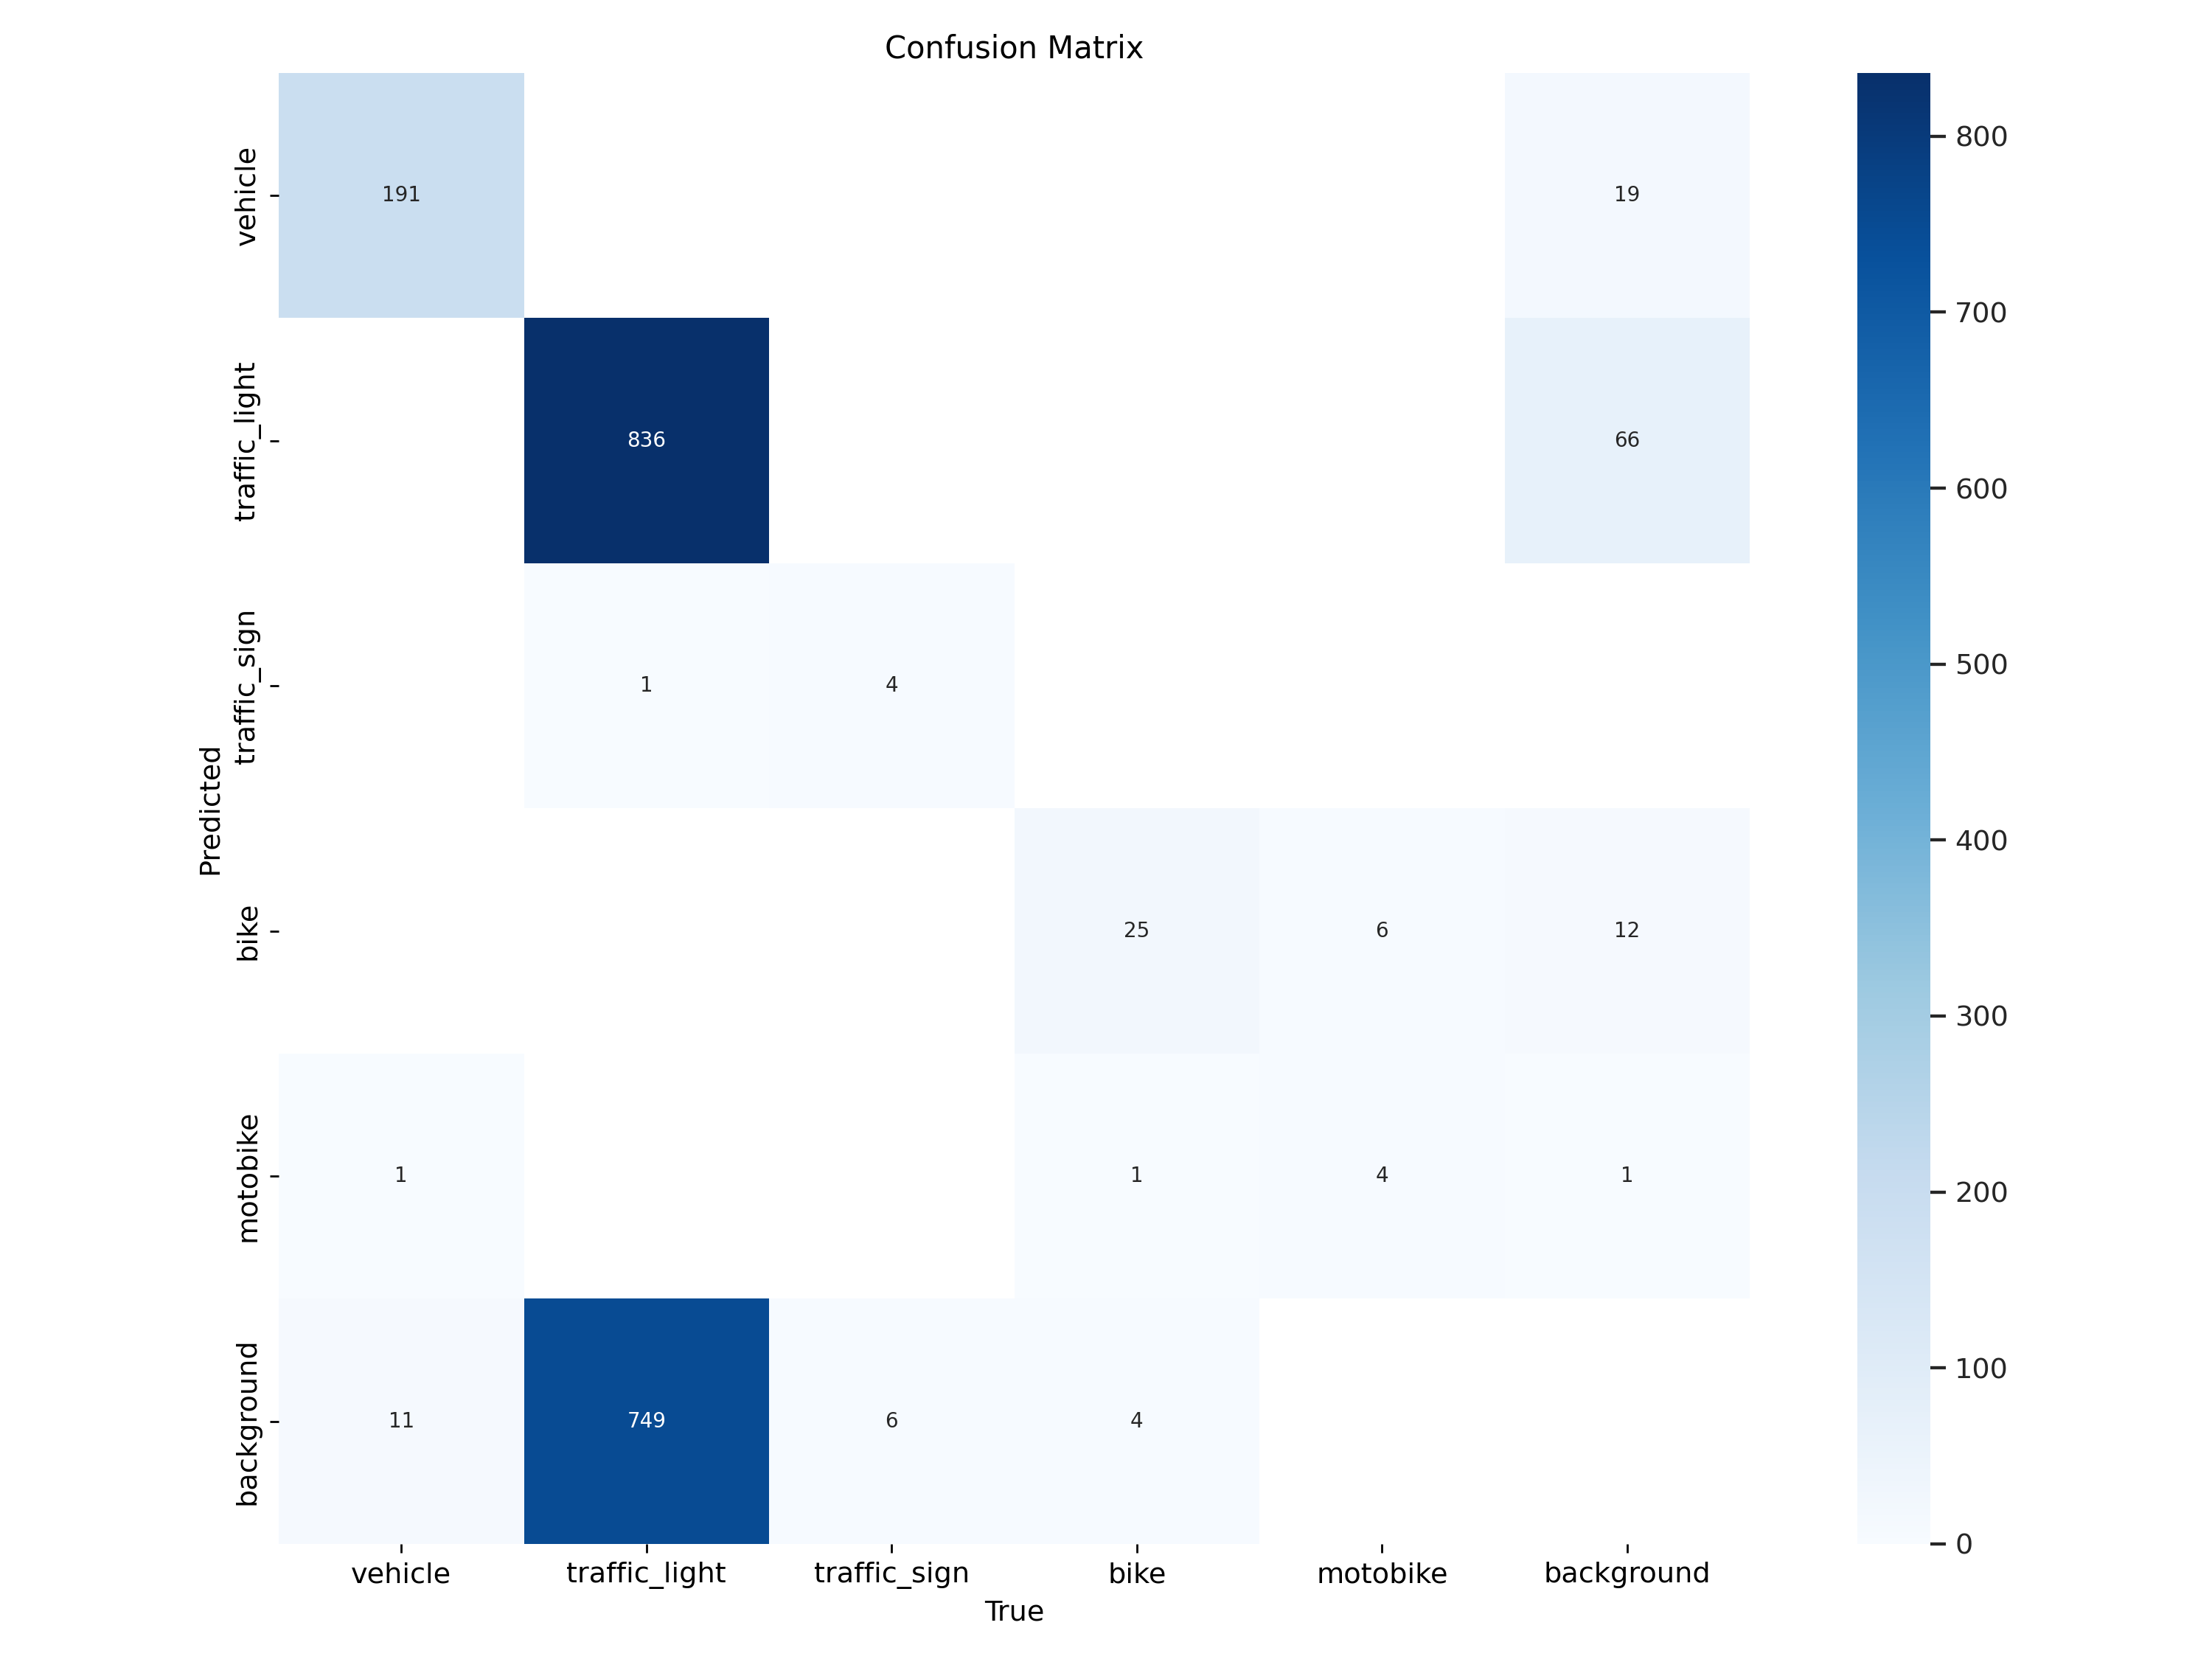 Confusion Matrix
vehicle
191
19
800
700
traffic_light
836
66
600
500
traffic_sign
1
4
Predicted
400
bike
25
6
12
300
motobike
1
1
4
1
200
100
background
11
749
6
4
0
vehicle
traffic_light
traffic_sign
bike
motobike
background
True